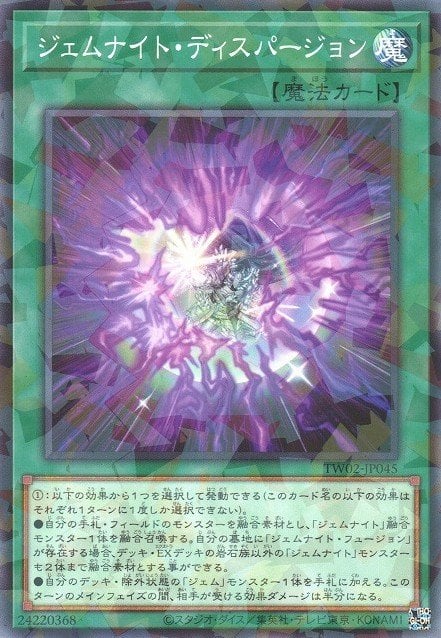 ジェムナイト・ディスパージョン 魔
【魔法カード】
TW02-JP045
①：以下の効果から1つを選択して発動できる(このカード名の以下の効果は
それぞれ1ターンに1度しか選択できない)。
●自分の手札・フィールドのモンスターを融合素材とし、「ジェムナイト」融合
モンスター1体を融合召喚する。自分の墓地に「ジェムナイト・フュージョン」
が存在する場合、デッキ・EXデッキの岩石族以外の「ジェムナイト」モンスター
も2体まで融合素材とする事ができる。
●自分のデッキ・除外状態の「ジェム」モンスター1体を手札に加える。この
ターンのメインフェイズの間、相手が受ける効果ダメージは半分になる。
24220368
©スタジオ・ダイス/集英社・テレビ東京・KONAMI